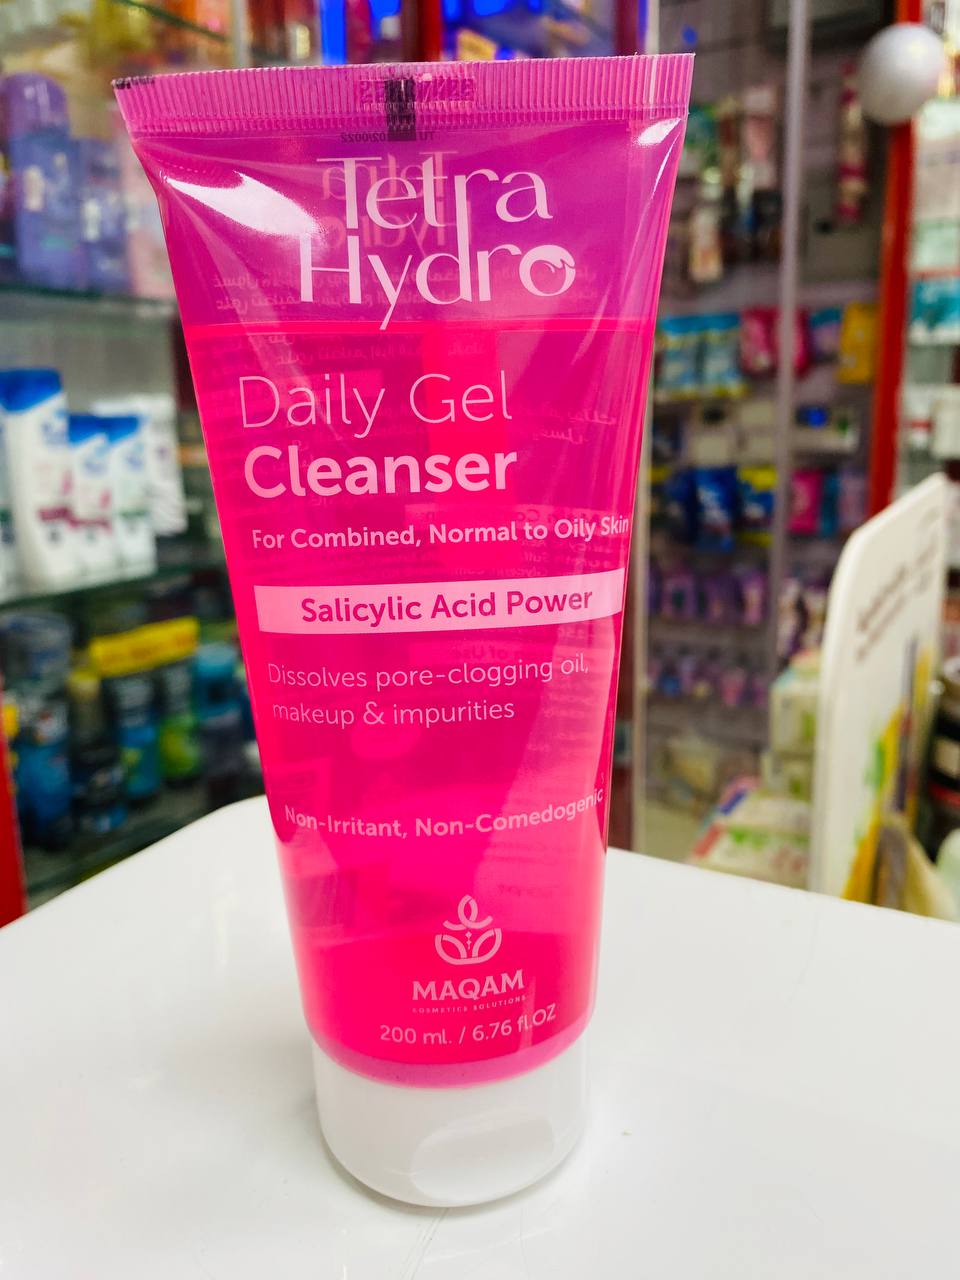 Tetra
Hydro
Daily Gel
Cleanser
For Combined, Normal to Oily Skin
Salicylic Acid Power
Dissolves pore-clogging oil,
makeup & impurities
Non-Irritant, Non-Comedogenic
MAQAM
COSMETICS SOLUTIONS
200 ml. / 6.76 fl.OZ